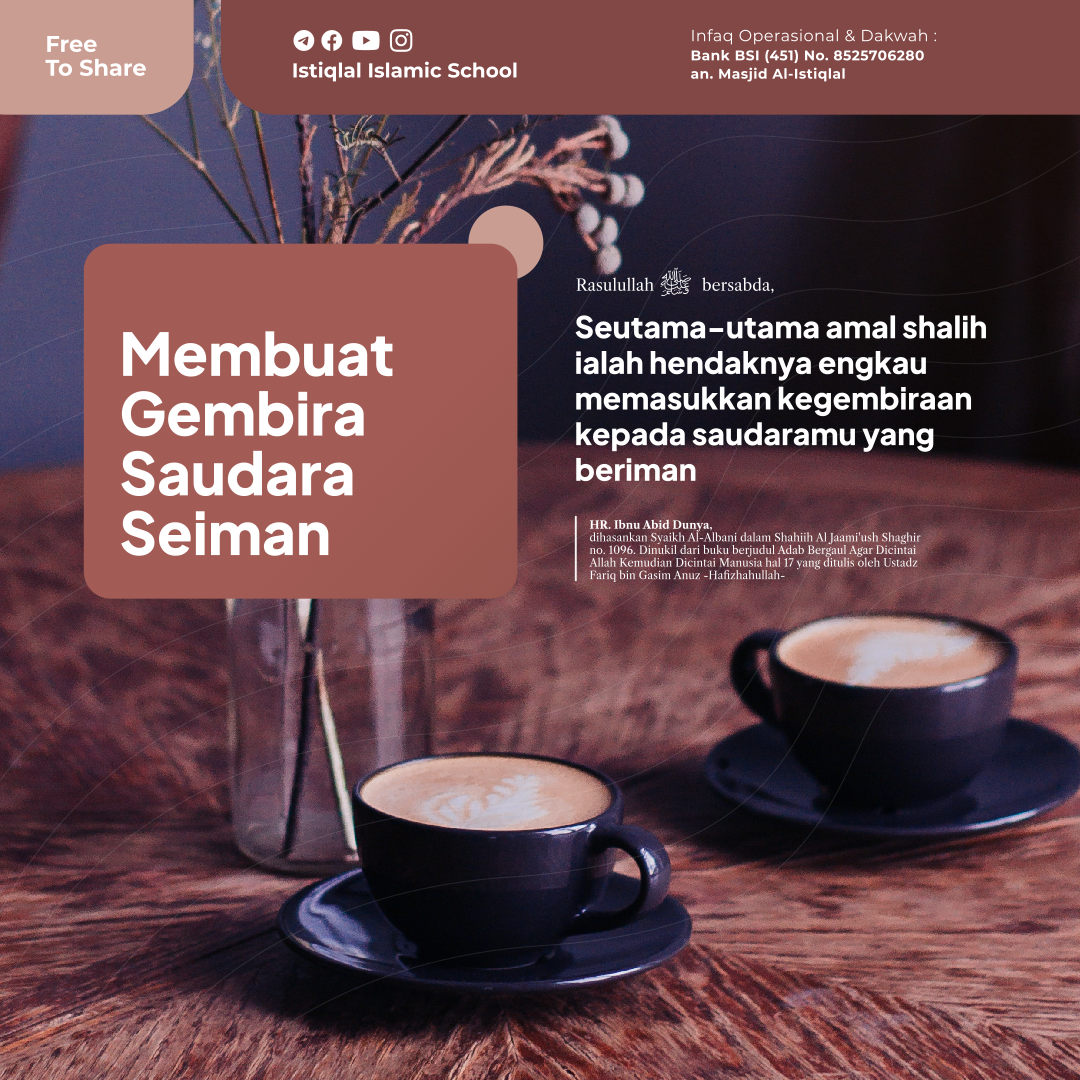 Free
To Share
Istiqlal Islamic School
Infaq Operasional & Dakwah :
Bank BSI (451) No. 8525706280
an. Masjid Al-Istiqlal
Membuat
Gembira
Saudara
Seiman
Rasulullah ﷺ bersabda,
Seutama-utama amal shalih
ialah hendaknya engkau
memasukkan kegembiraan
kepada saudaramu yang
beriman
HR. Ibnu Abid Dunya,
dihasankan Syaikh Al-Albani dalam Shahiih Al Jaami'ush Shaghir
no. 1096. Dinukil dari buku berjudul Adab Bergaul Agar Dicintai
Allah Kemudian Dicintai Manusia hal 17 yang ditulis oleh Ustadz
Fariq bin Gasim Anuz -Hafizhahullah-